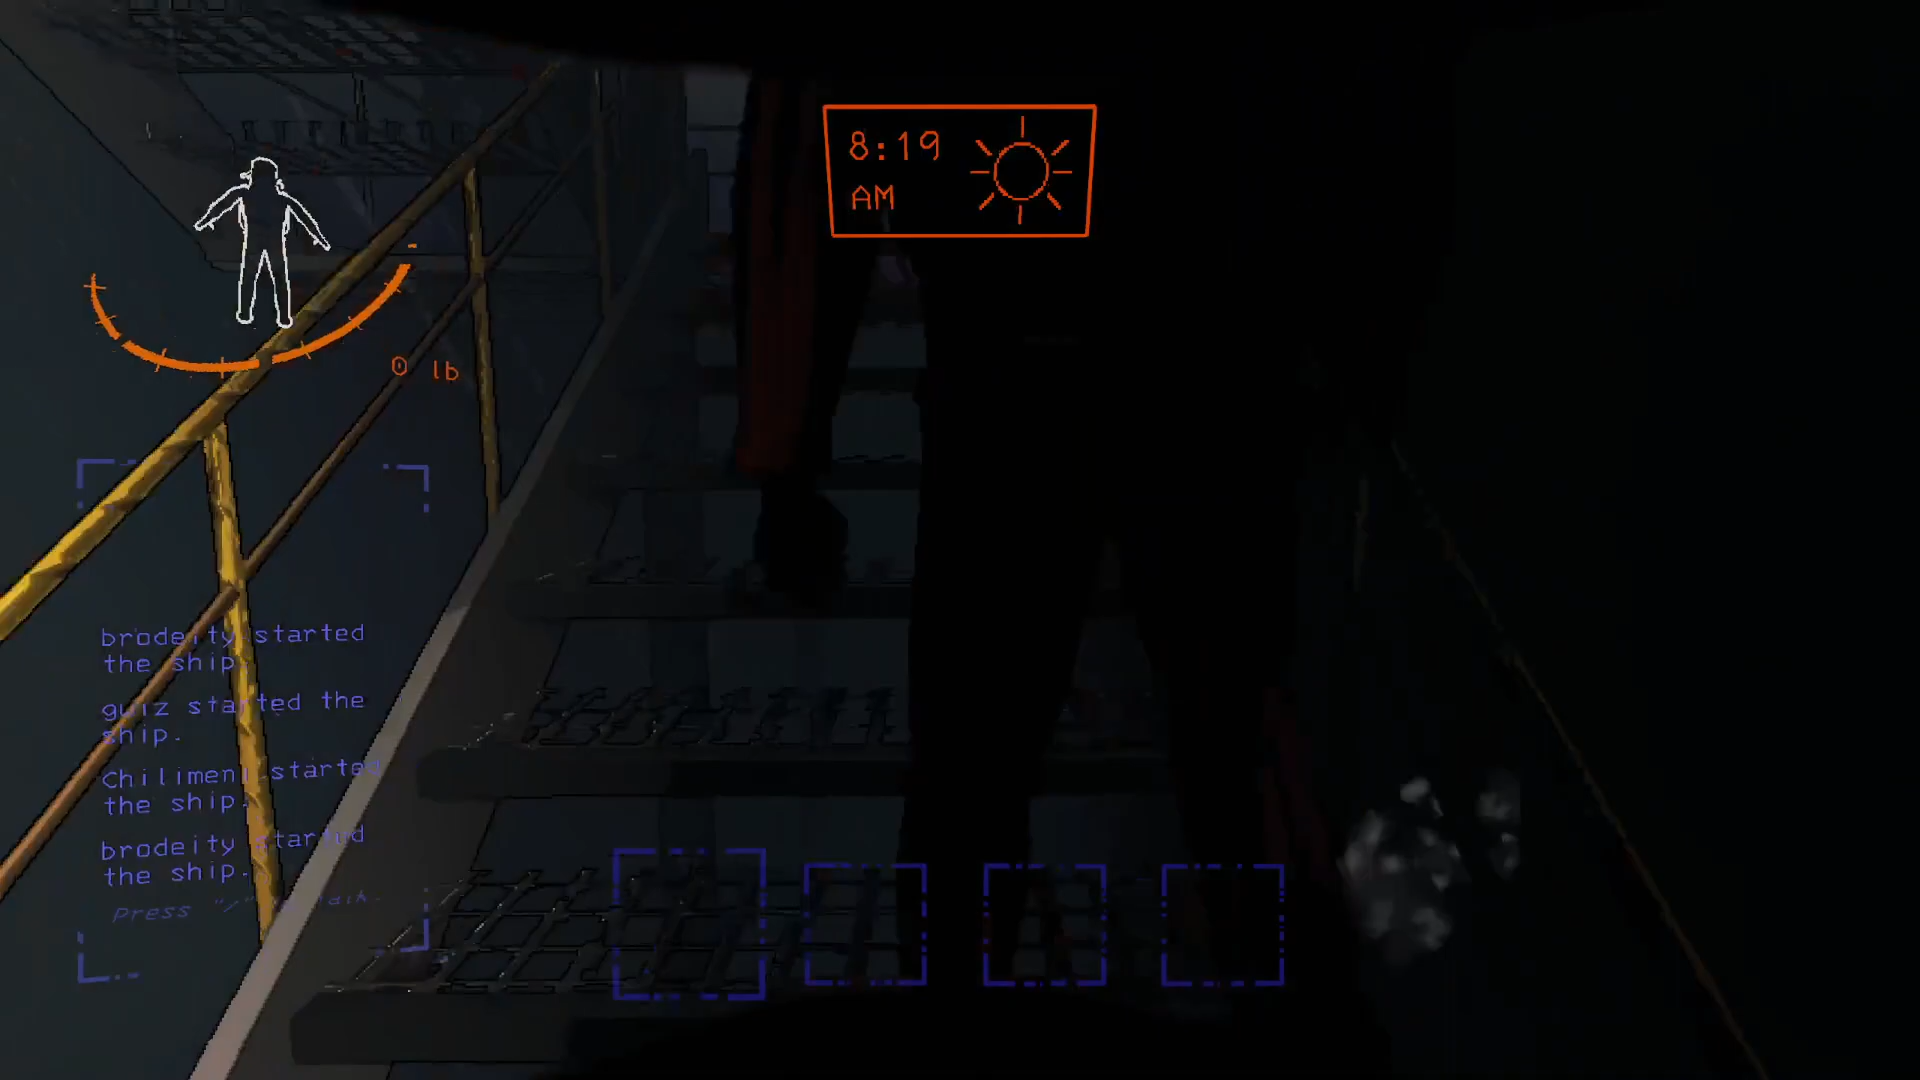 8:19
AM
0 lb
brodeity started
the ship.
guiz started the
ship.
Chilimeni started
the ship.
brodeity started
the ship.
Press "/"